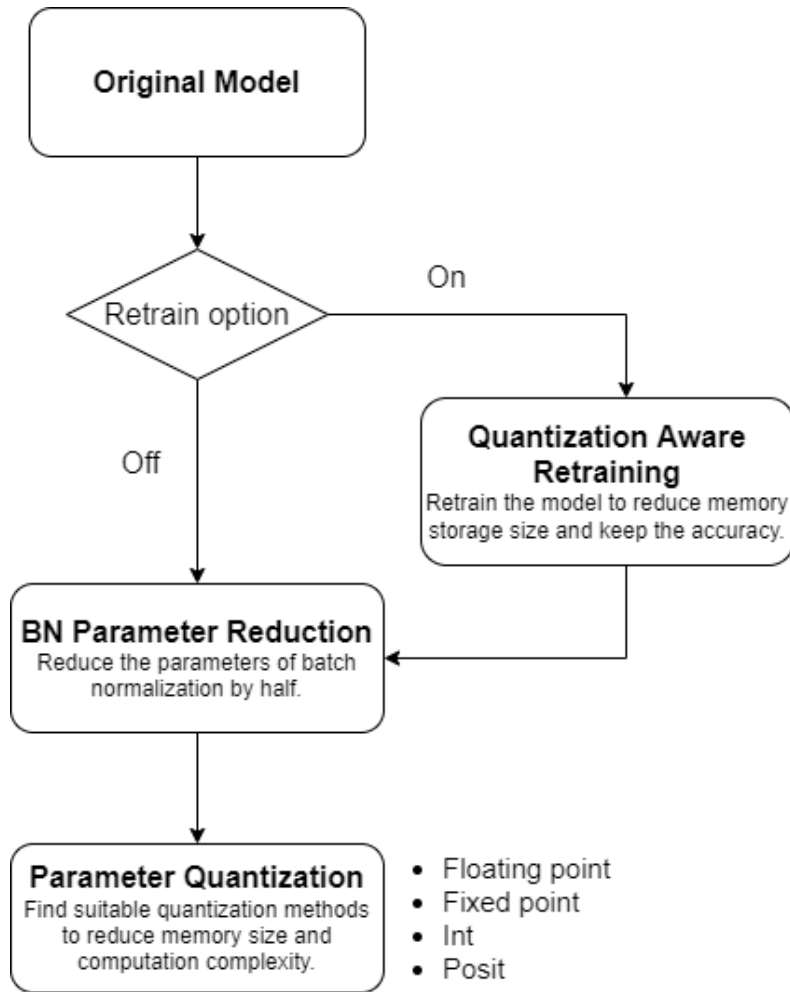 Original Model
On
Retrain option
Off
Quantization Aware
Retraining
Retrain the model to reduce memory
storage size and keep the accuracy.
BN Parameter Reduction
Reduce the parameters of batch
normalization by half.
Parameter Quantization
Find suitable quantization methods
to reduce memory size and
computation complexity.
• Floating point
• Fixed point
• Int
• Posit